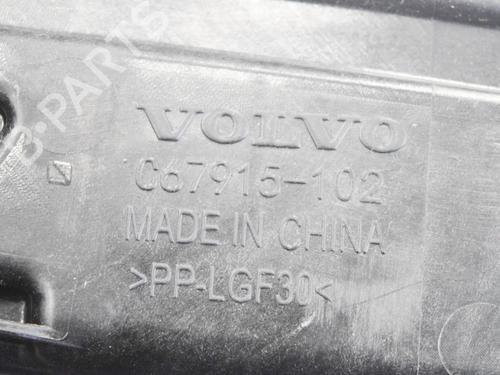 VOLVO
C67915-102
MADE IN CHINA
>PP-LGF30<
B-PARTS